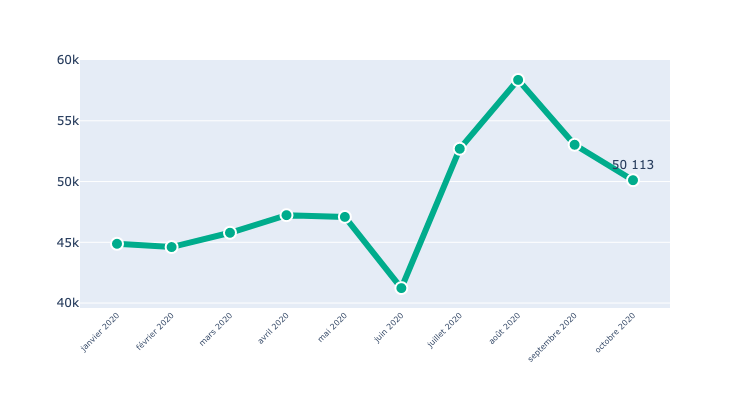 60k
55k
50k
45k
40k
50 113
janvier 2020
février 2020
mars 2020
avril 2020
mai 2020
juin 2020
juillet 2020
août 2020
septembre 2020
octobre 2020